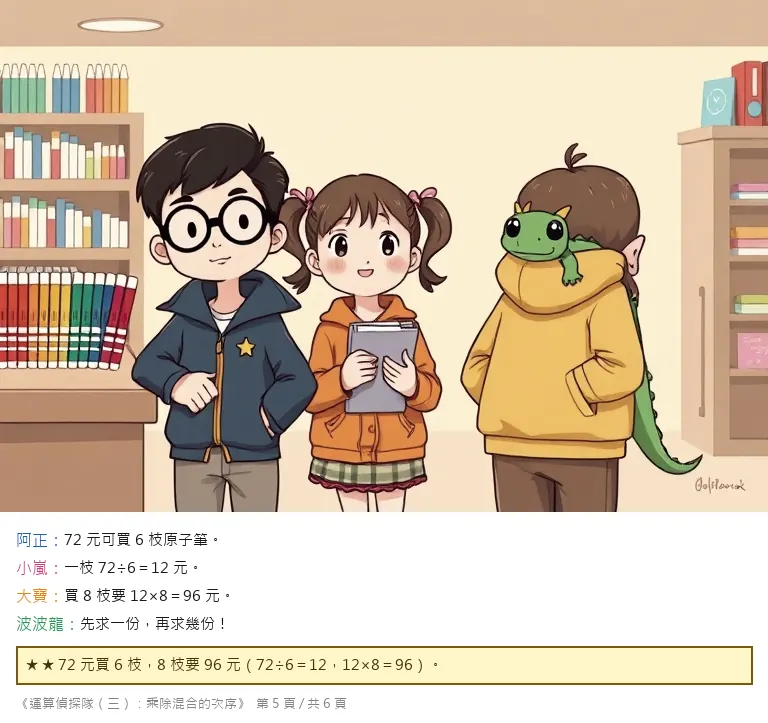 阿正：72 元可買 6 枝原子筆。
小嵐：一枝 72÷6＝12 元。
大寶：買 8 枝要 12×8＝96 元。
波波龍：先求一份，再求幾份！
★★72 元買 6 枝，8 枝要 96 元（72÷6＝12，12×8＝96）。
《運算偵探隊（三）：乘除混合的次序》 第 5 頁 / 共 6 頁